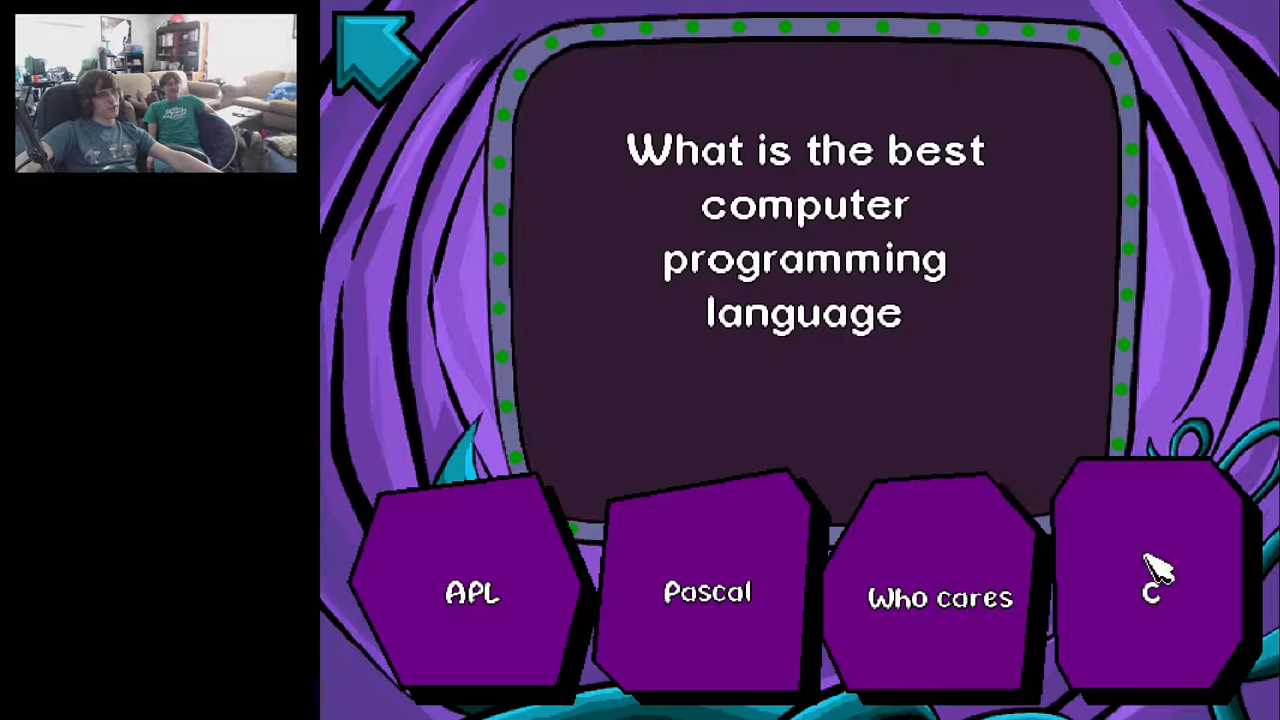 What is the best
computer
programming
language
APL
Pascal
Who cares
C